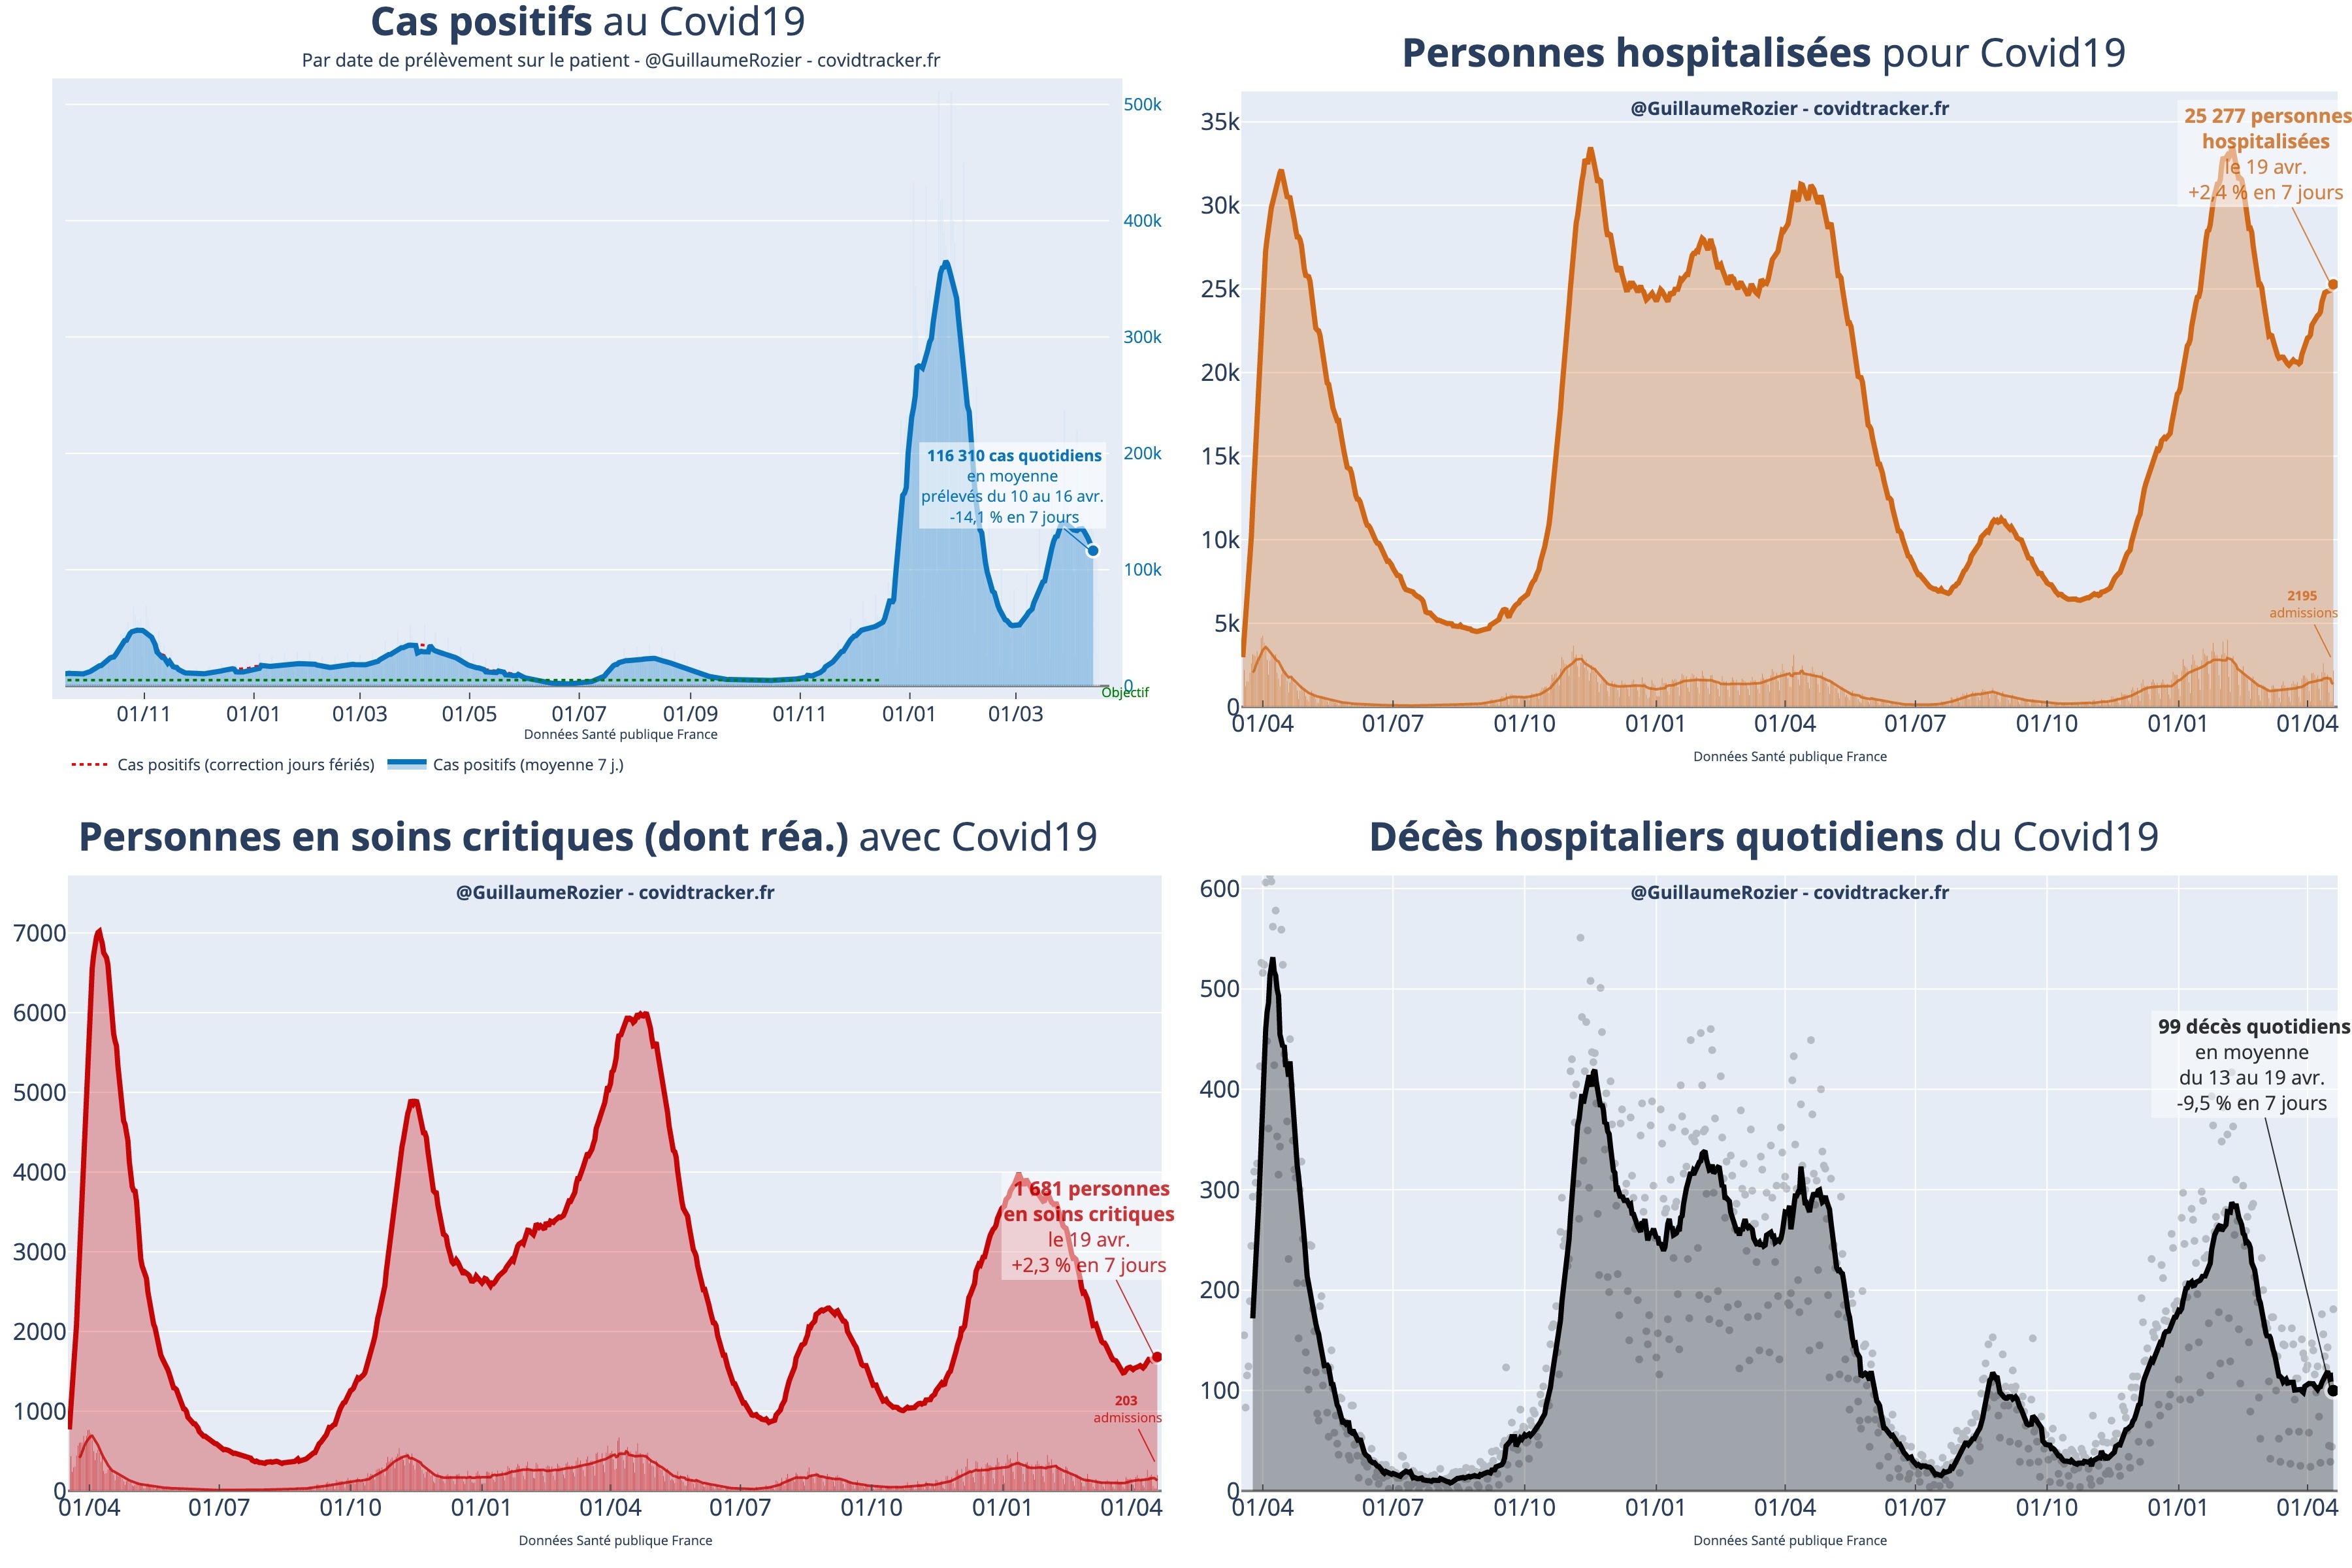 Cas positifs au Covid19
Par date de prélèvement sur le patient - @GuillaumeRozier - covidtracker.fr
500k
400k
300k
200k
100k
0
116 310 cas quotidiens
en moyenne
prélevés du 10 au 16 avr.
-14,1 % en 7 jours
Objectif
01/11 01/01 01/03 01/05 01/07 01/09 01/11 01/01 01/03
Données Santé publique France
Cas positifs (correction jours fériés) Cas positifs (moyenne 7 j.)
Personnes hospitalisées pour Covid19
@GuillaumeRozier - covidtracker.fr
35k
30k
25k
20k
15k
10k
5k
0
25 277 personnes
hospitalisées
le 19 avr.
+2,4 % en 7 jours
2195
admissions
01/04 01/07 01/10 01/01 01/04 01/07 01/10 01/01 01/04
Données Santé publique France
Personnes en soins critiques (dont réa.) avec Covid19
@GuillaumeRozier - covidtracker.fr
7000
6000
5000
4000
3000
2000
1000
0
1 681 personnes
en soins critiques
le 19 avr.
+2,3 % en 7 jours
203
admissions
01/04 01/07 01/10 01/01 01/04 01/07 01/10 01/01 01/04
Données Santé publique France
Décès hospitaliers quotidiens du Covid19
@GuillaumeRozier - covidtracker.fr
600
500
400
300
200
100
0
99 décès quotidiens
en moyenne
du 13 au 19 avr.
-9,5 % en 7 jours
01/04 01/07 01/10 01/01 01/04 01/07 01/10 01/01 01/04
Données Santé publique France